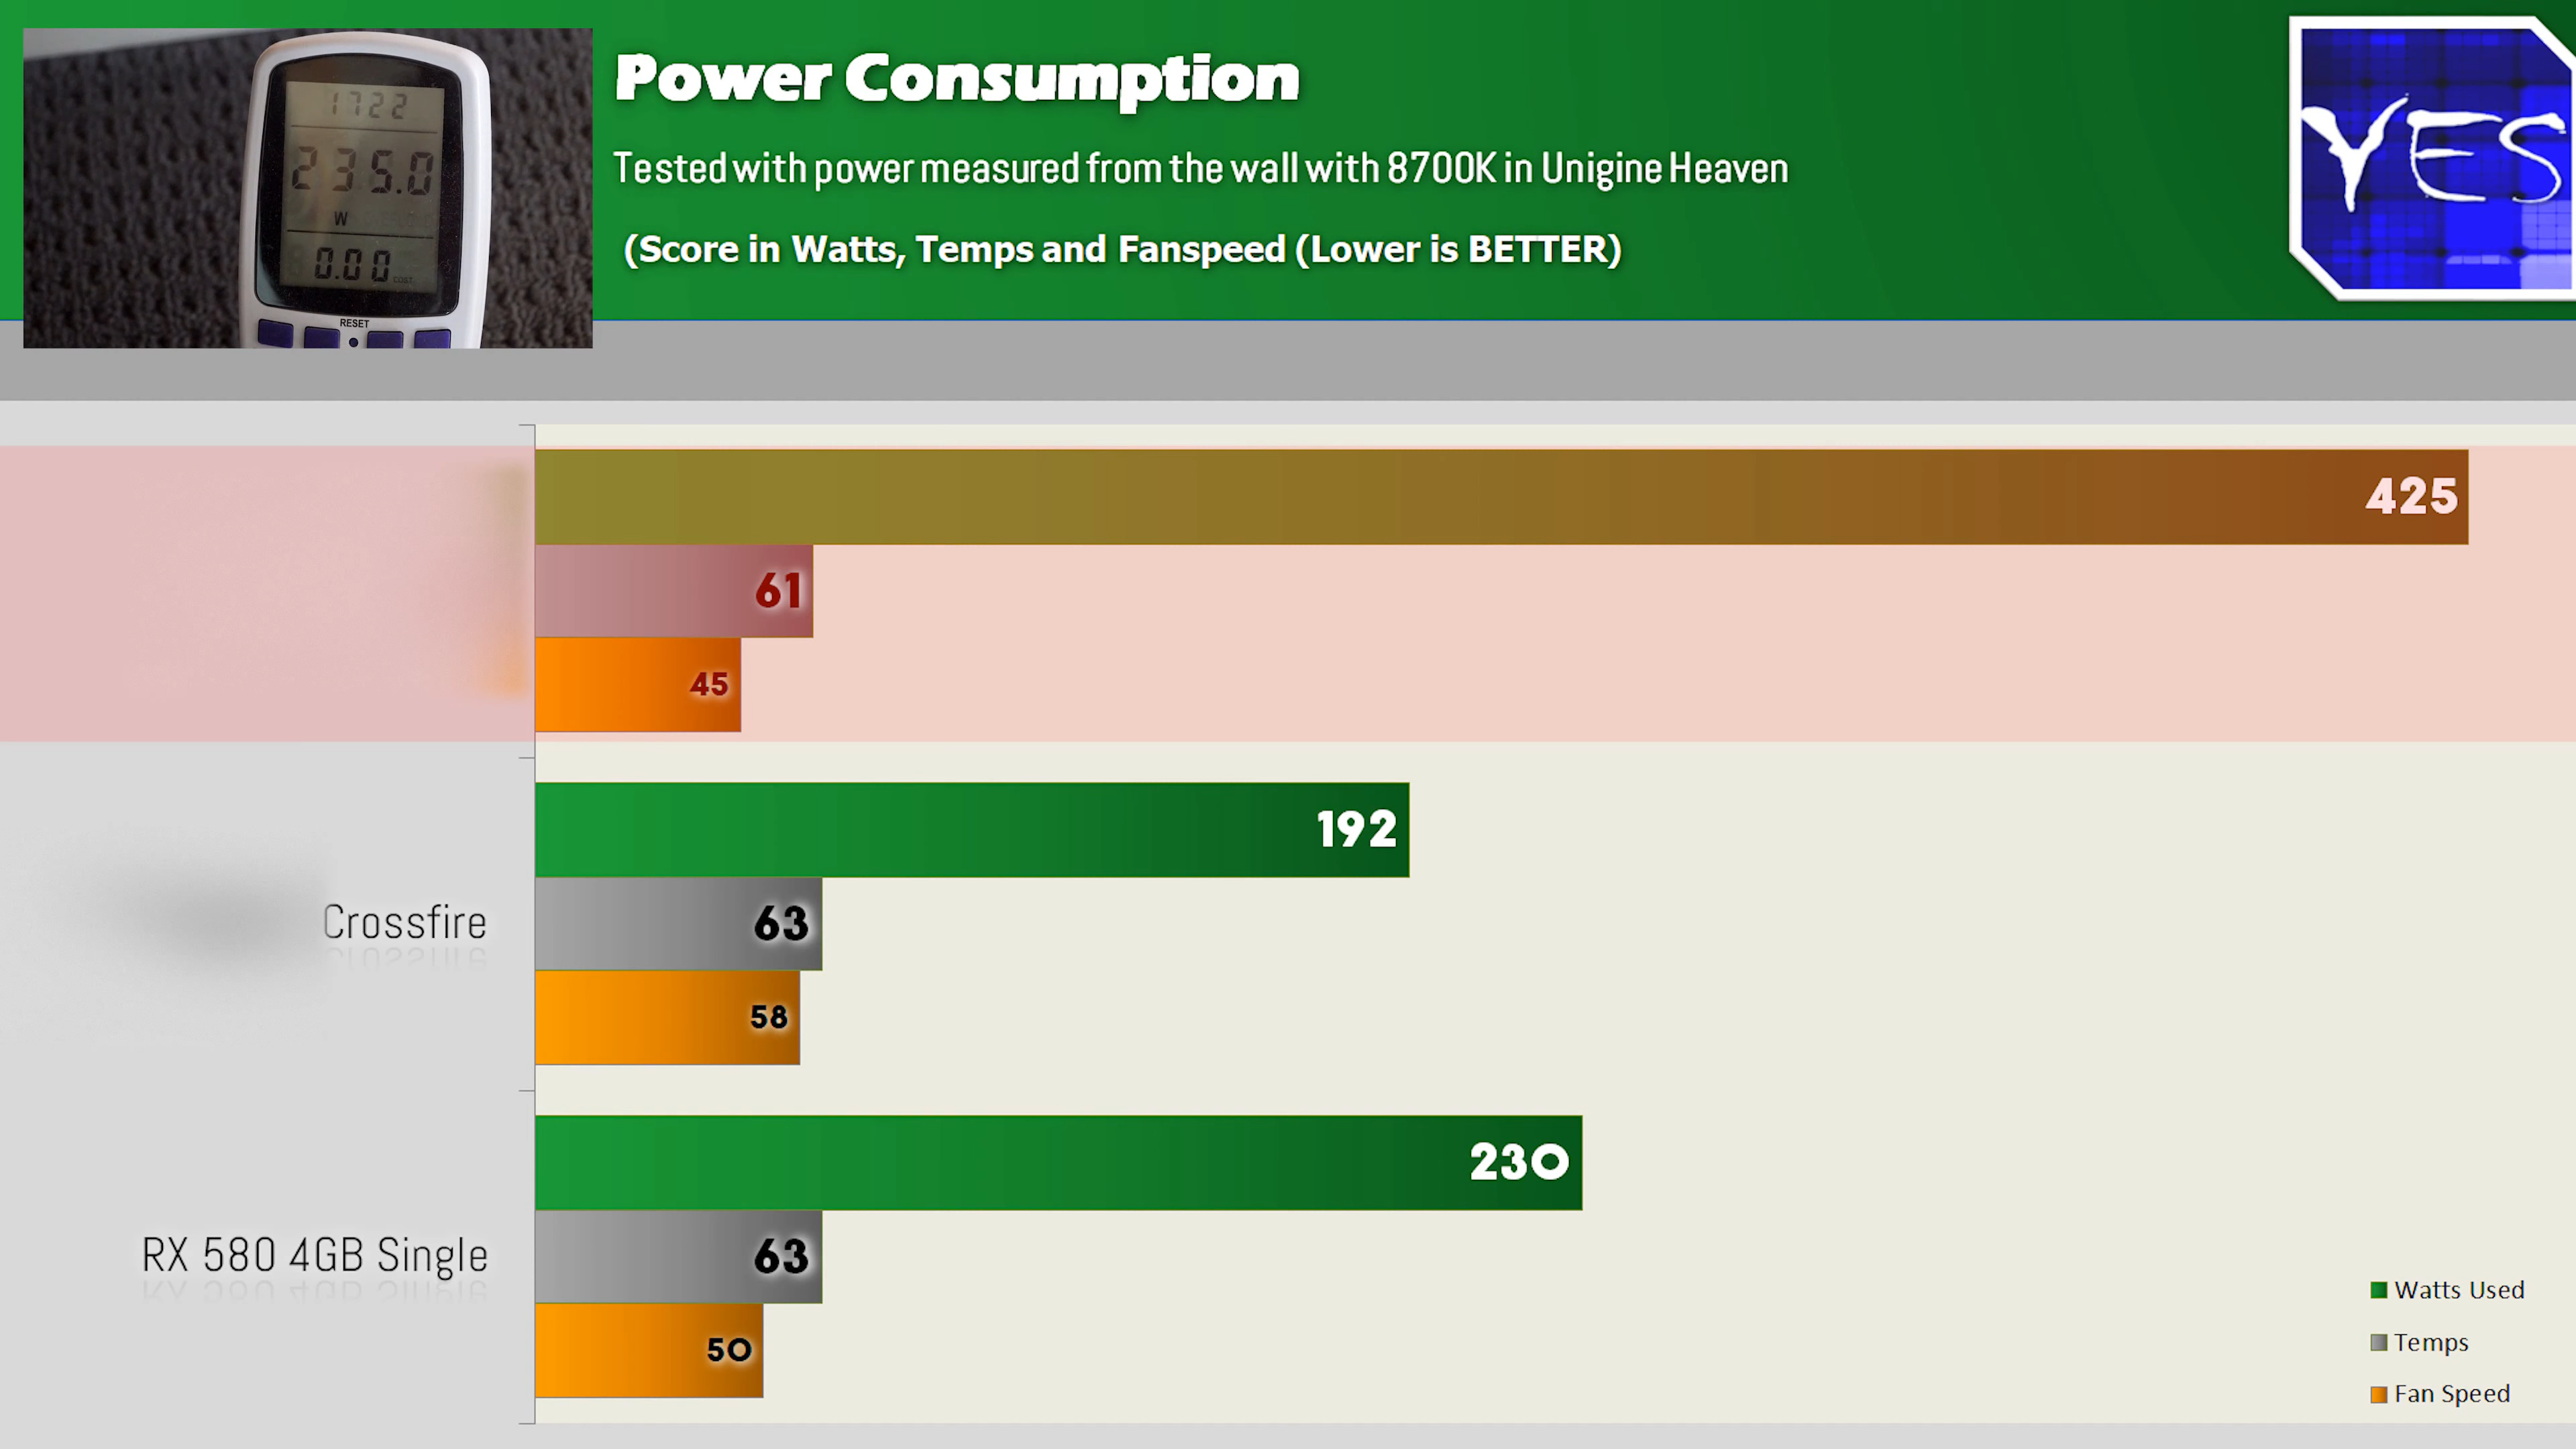 1722
235.0
W
0.00
COST
RESET
Power Consumption
Tested with power measured from the wall with 8700K in Unigine Heaven
(Score in Watts, Temps and Fanspeed (Lower is BETTER)
YES
425
61
45
Crossfire
192
63
58
RX 580 4GB Single
230
63
50
Watts Used
Temps
Fan Speed